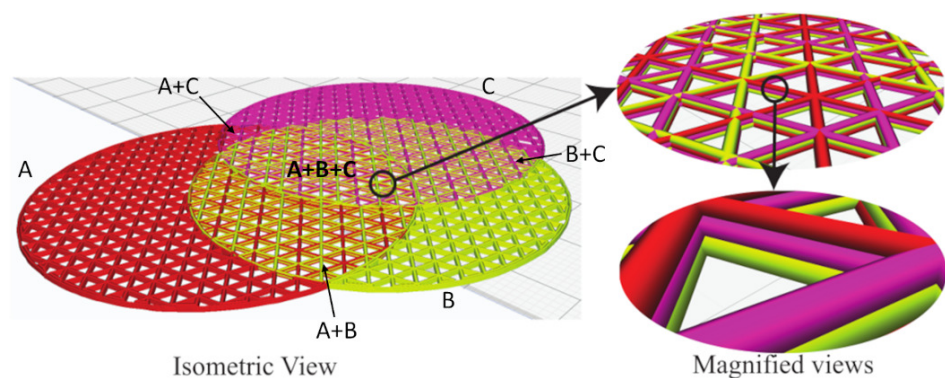 A+C
C
A
A+B+C
B+C
B
A+B
Isometric View
Magnified views